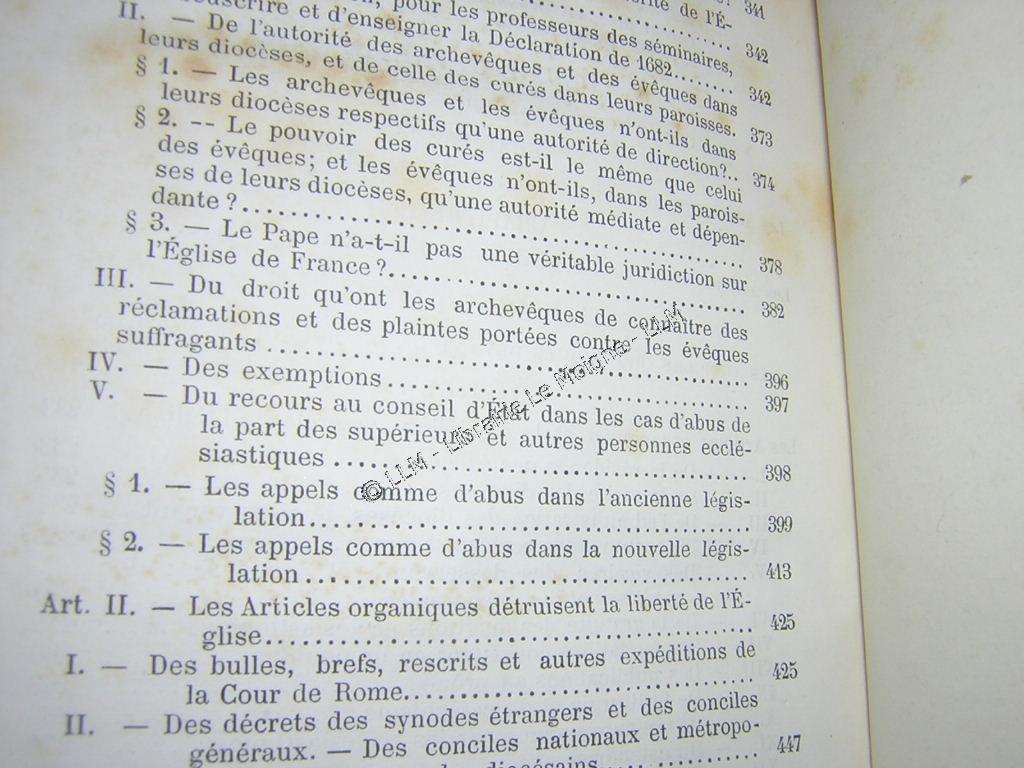 pour les professeurs des séminaires, 341
et d'enseigner la Déclaration de 1682........ 342
II. — De l'autorité des archevêques et des évêques dans
leurs diocèses, et de celle des curés dans leurs paroisses. 342
§ 1. — Les archevêques et les évêques n'ont-ils dans 373
leurs diocèses respectifs qu'une autorité de direction?..
§ 2. -- Le pouvoir des curés est-il le même que celui 374
des évêques; et les évêques n'ont-ils, dans les parois-
ses de leurs diocèses, qu'une autorité médiate et dépen-
dante ?........ 378
§ 3. — Le Pape n'a-t-il pas une véritable juridiction sur
l'Église de France ?........ 382
III. — Du droit qu'ont les archevêques de connaître des
réclamations et des plaintes portées contre les évêques
suffragants ........ 396
IV. — Des exemptions........ 397
V. — Du recours au conseil d'État dans les cas d'abus de
la part des supérieurs et autres personnes ecclé-
siastiques ........ 398
§ 1. — Les appels comme d'abus dans l'ancienne légis-
lation........ 399
§ 2. — Les appels comme d'abus dans la nouvelle légis-
lation ........ 413
Art. II. — Les Articles organiques détruisent la liberté de l'É-
glise........ 425
I. — Des bulles, brefs, rescrits et autres expéditions de
la Cour de Rome........ 425
II. — Des décrets des synodes étrangers et des conciles
généraux. — Des conciles nationaux et métropo-
diocésains........ 447
© LLM - Librairie Le Moigne - LLM